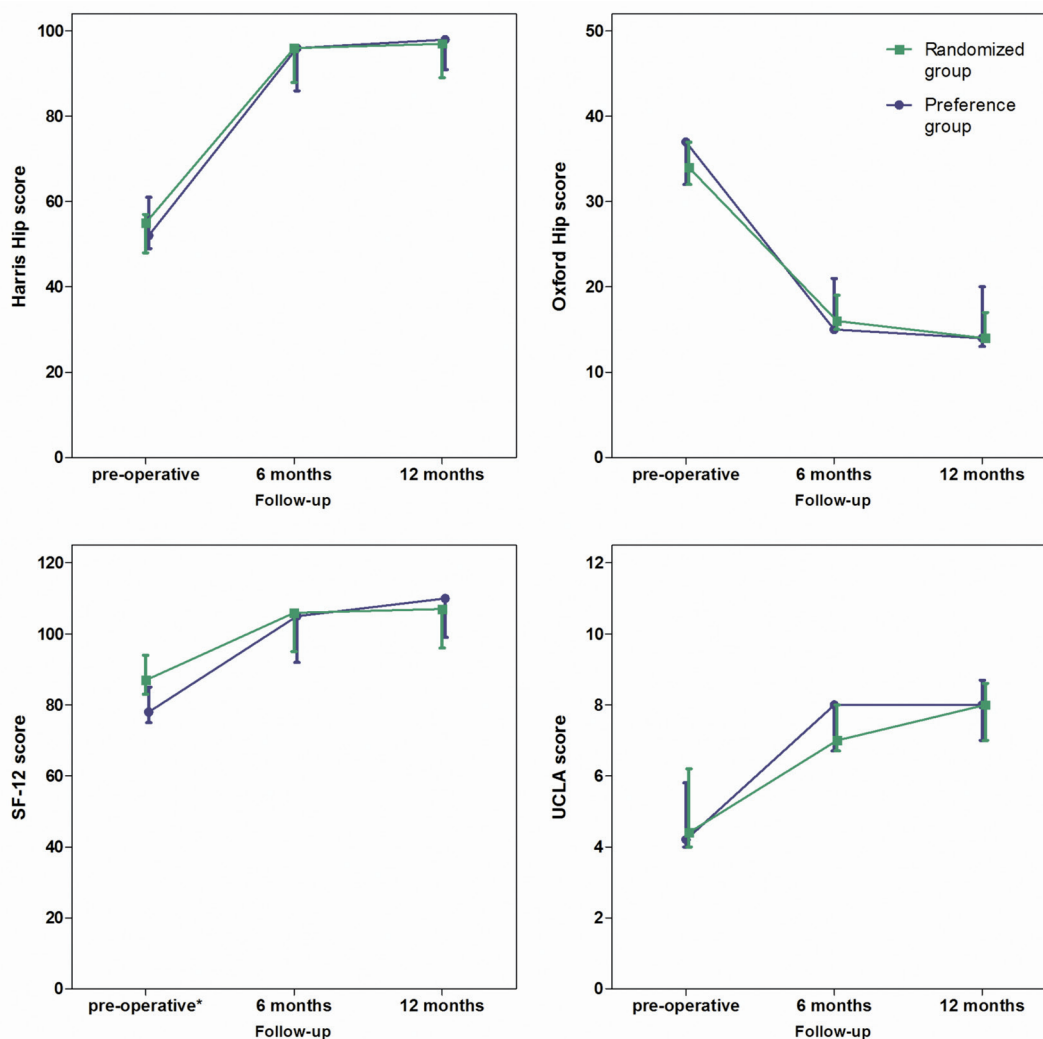 Harris Hip score
100
80
60
40
20
0
pre-operative
6 months
12 months
Follow-up
Oxford Hip score
50
40
30
20
10
0
Randomized
group
Preference
group
pre-operative
6 months
12 months
Follow-up
SF-12 score
120
100
80
60
40
20
0
pre-operative*
6 months
12 months
Follow-up
UCLA score
12
10
8
6
4
2
0
pre-operative
6 months
12 months
Follow-up